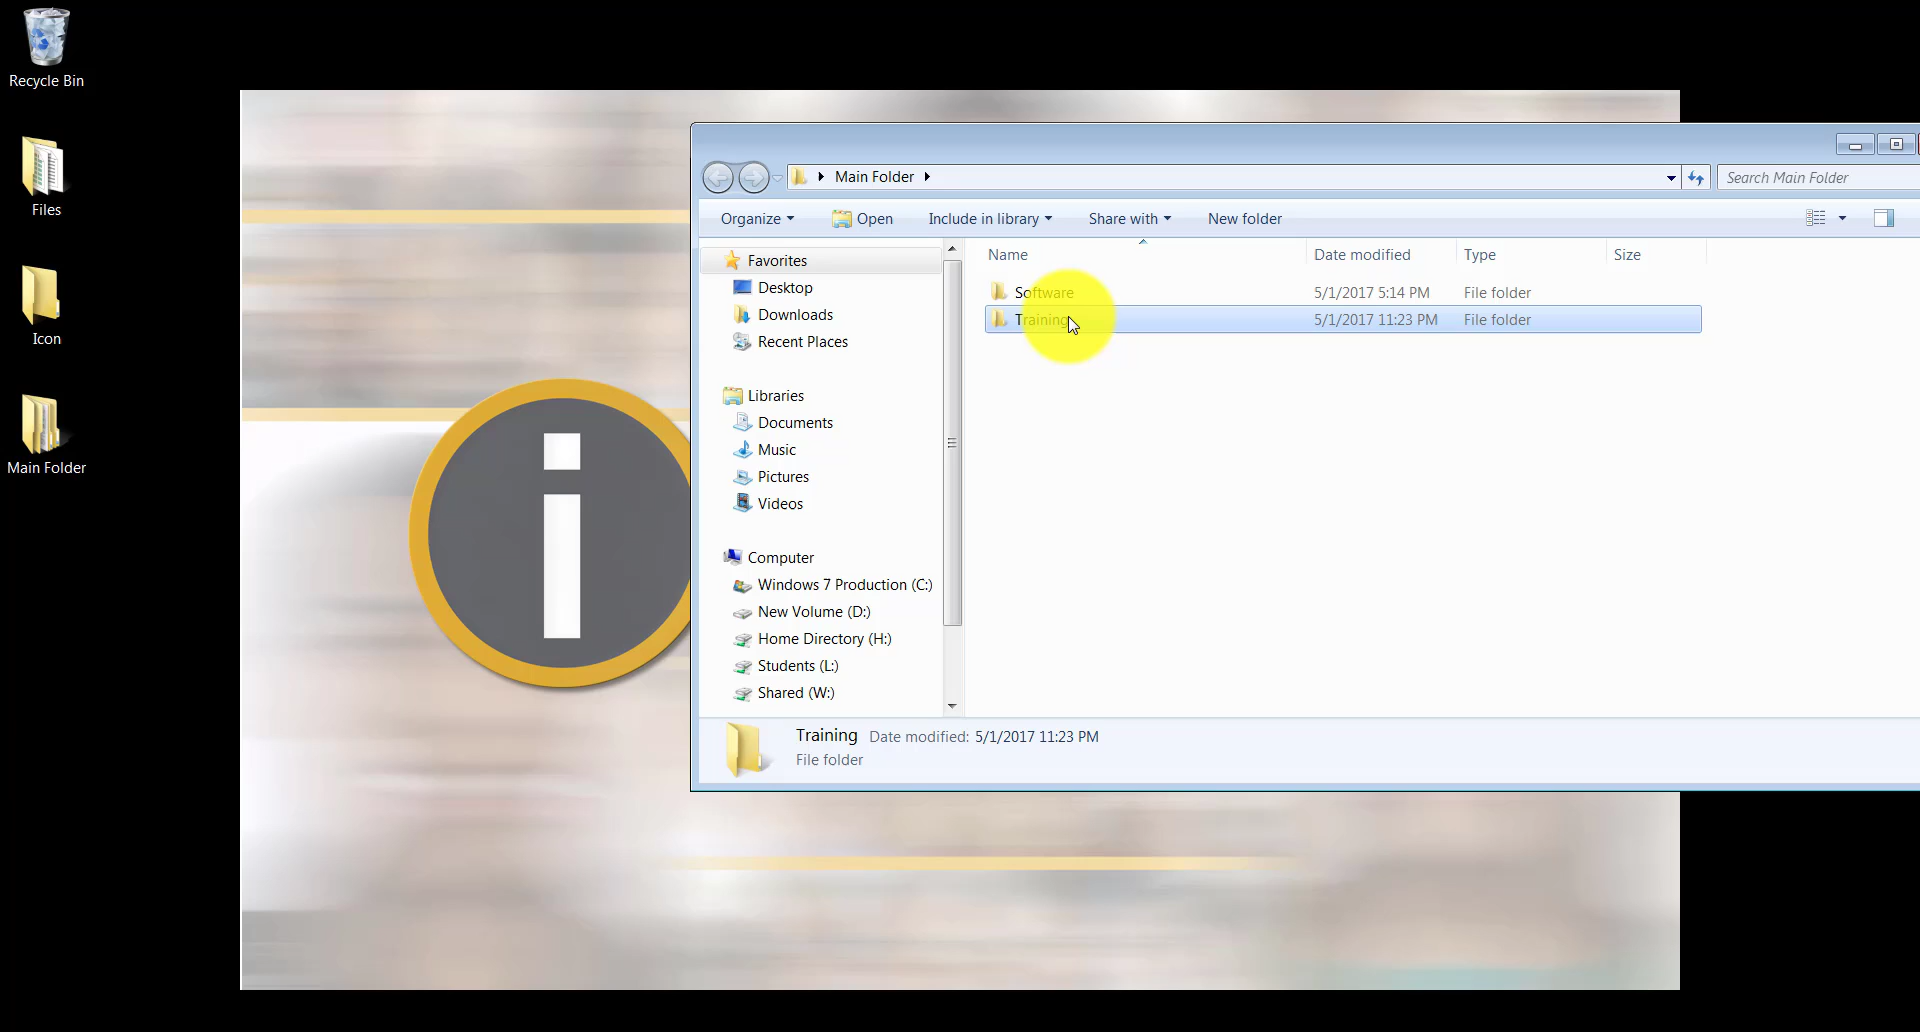 Recycle Bin
Files
Icon
Main Folder
Main Folder
Search Main Folder
Organize Open Include in library Share with New folder
Favorites
Desktop
Downloads
Recent Places
Libraries
Documents
Music
Pictures
Videos
Computer
Windows 7 Production (C:)
New Volume (D:)
Home Directory (H:)
Students (L:)
Shared (W:)
Name Date modified Type Size
Software 5/1/2017 5:14 PM File folder
Training 5/1/2017 11:23 PM File folder
Training Date modified: 5/1/2017 11:23 PM
File folder
i